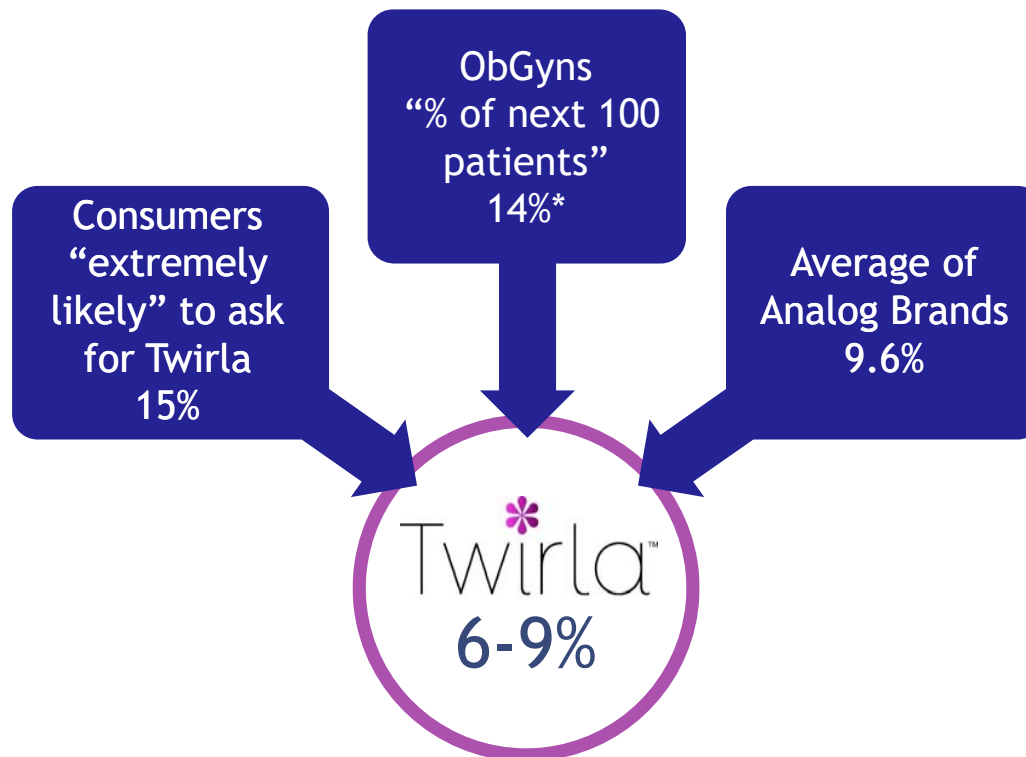 ObGyns
“% of next 100
patients”
14%*
Consumers
“extremely
likely” to ask
for Twirla
15%
Average of
Analog Brands
9.6%
Twirla™
6-9%